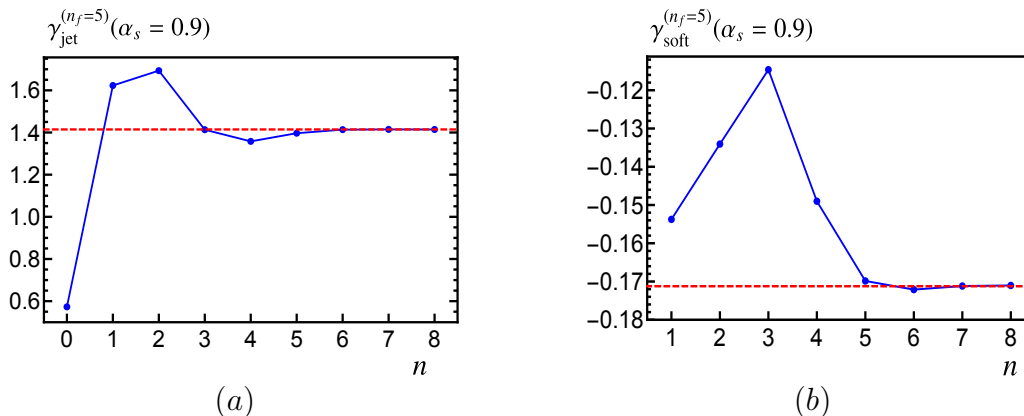 γ_jet^(n_f=5)(α_s = 0.9)
1.6
1.4
1.2
1.0
0.8
0.6
0 1 2 3 4 5 6 7 8
n
(a)
γ_soft^(n_f=5)(α_s = 0.9)
−0.12
−0.13
−0.14
−0.15
−0.16
−0.17
−0.18
1 2 3 4 5 6 7 8
n
(b)